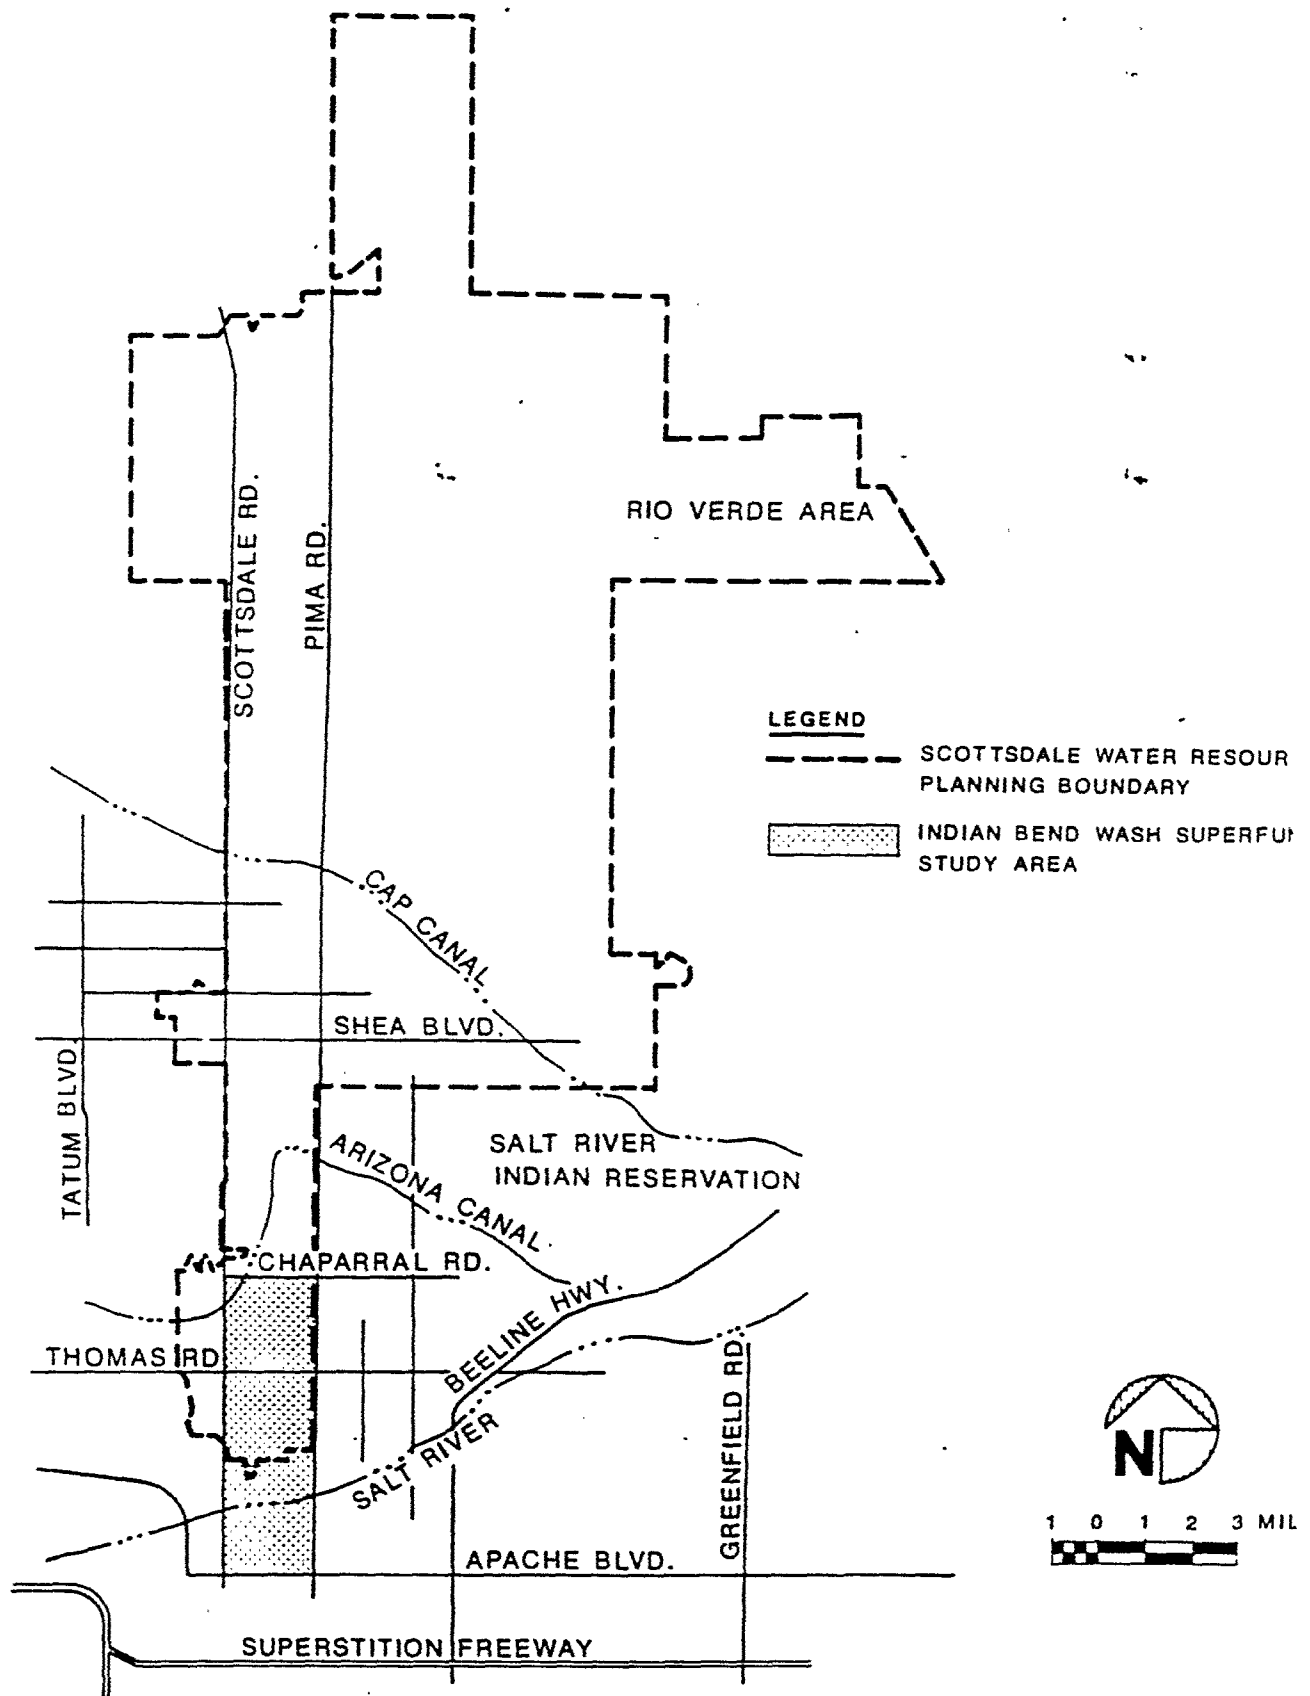 RIO VERDE AREA
SCOTTSDALE RD.
PIMA RD.
LEGEND
SCOTTSDALE WATER RESOUR
PLANNING BOUNDARY
INDIAN BEND WASH SUPERFU
STUDY AREA
CAP CANAL
SHEA BLVD.
TATUM BLVD.
ARIZONA CANAL
SALT RIVER
INDIAN RESERVATION
CHAPARRAL RD.
BEELINE HWY.
THOMAS RD
SALT RIVER
GREENFIELD RD
N
1 0 1 2 3 MIL
APACHE BLVD.
SUPERSTITION FREEWAY